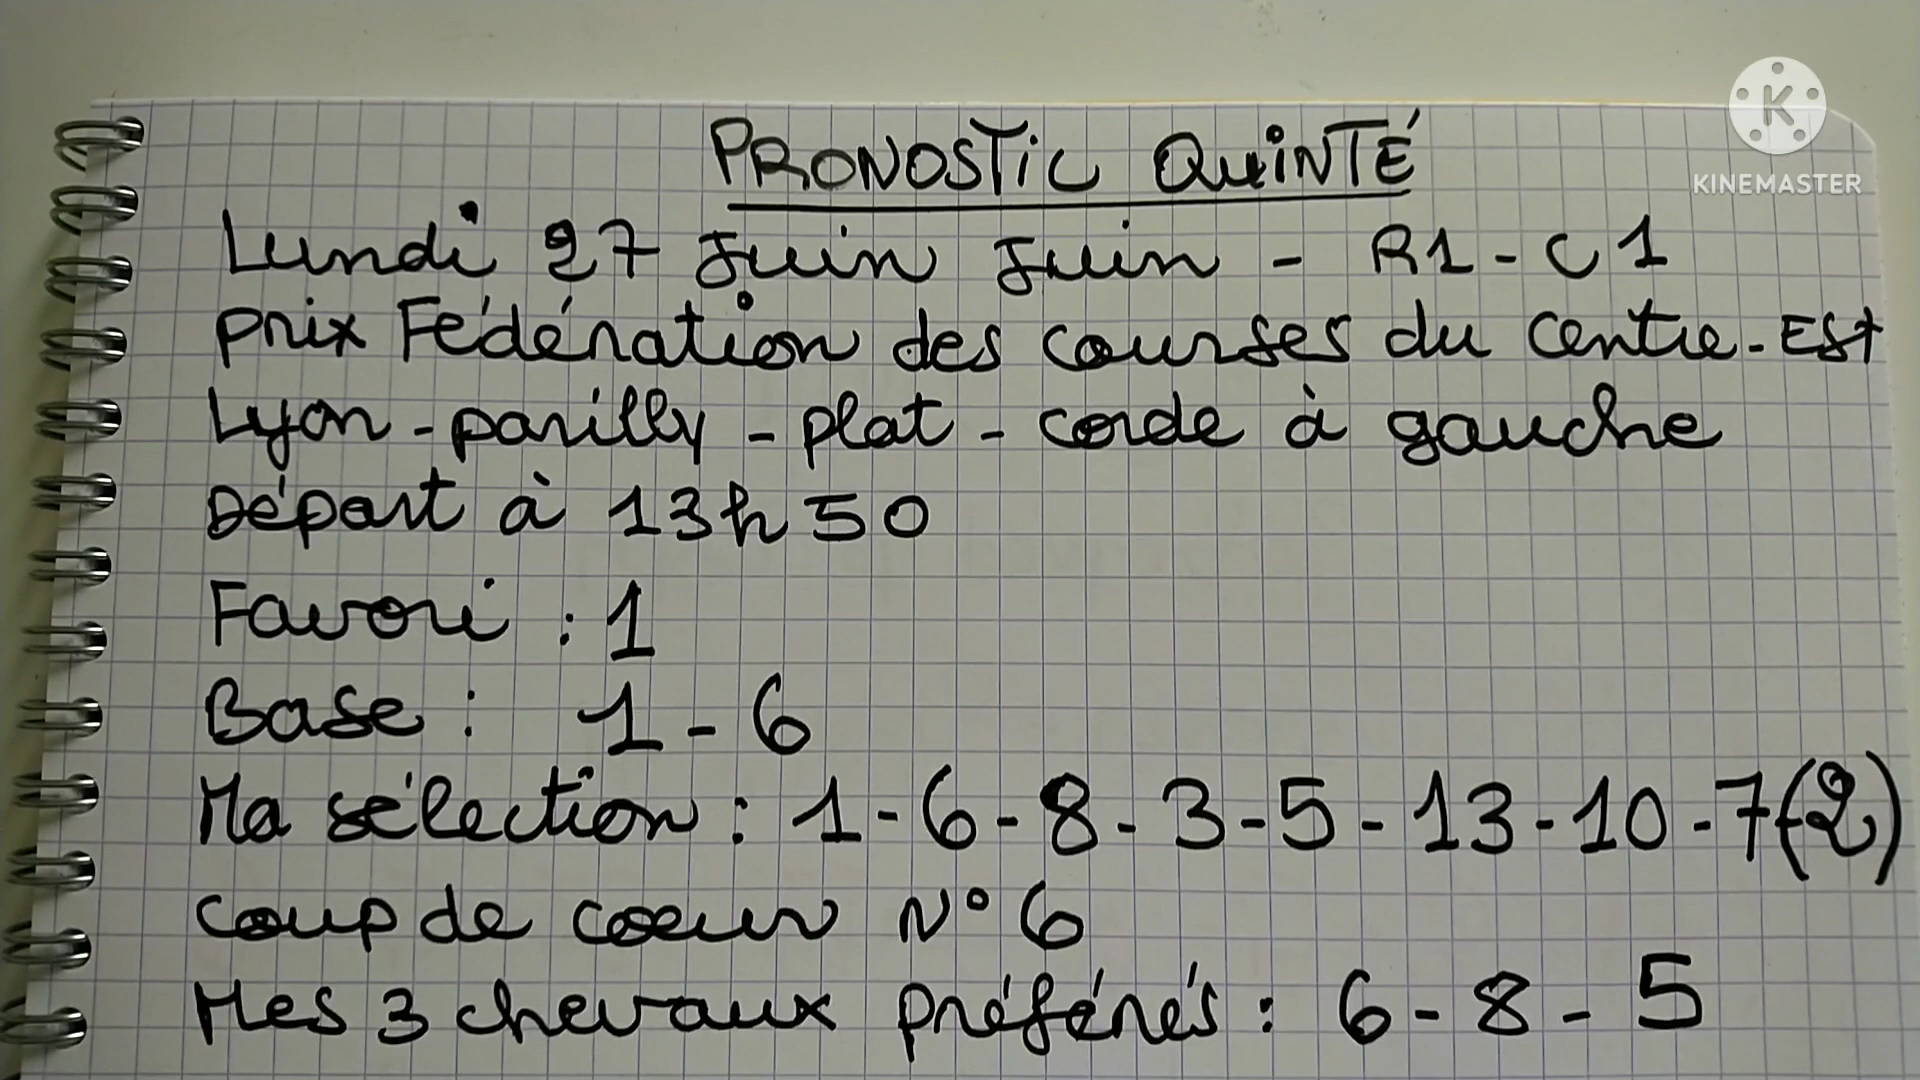 PRONOSTIC QUINTÉ
K
KINEMASTER
Lundi 27 Juin Juin - R1 - C1
prix Fédération des courses du Centre-Est
Lyon-parilly - plat - corde à gauche
Départ à 13h50
Favori : 1
Base : 1 - 6
Ma sélection : 1 - 6 - 8 - 3 - 5 - 13 - 10 - 7(2)
coup de coeur N° 6
Mes 3 chevaux préférés : 6 - 8 - 5